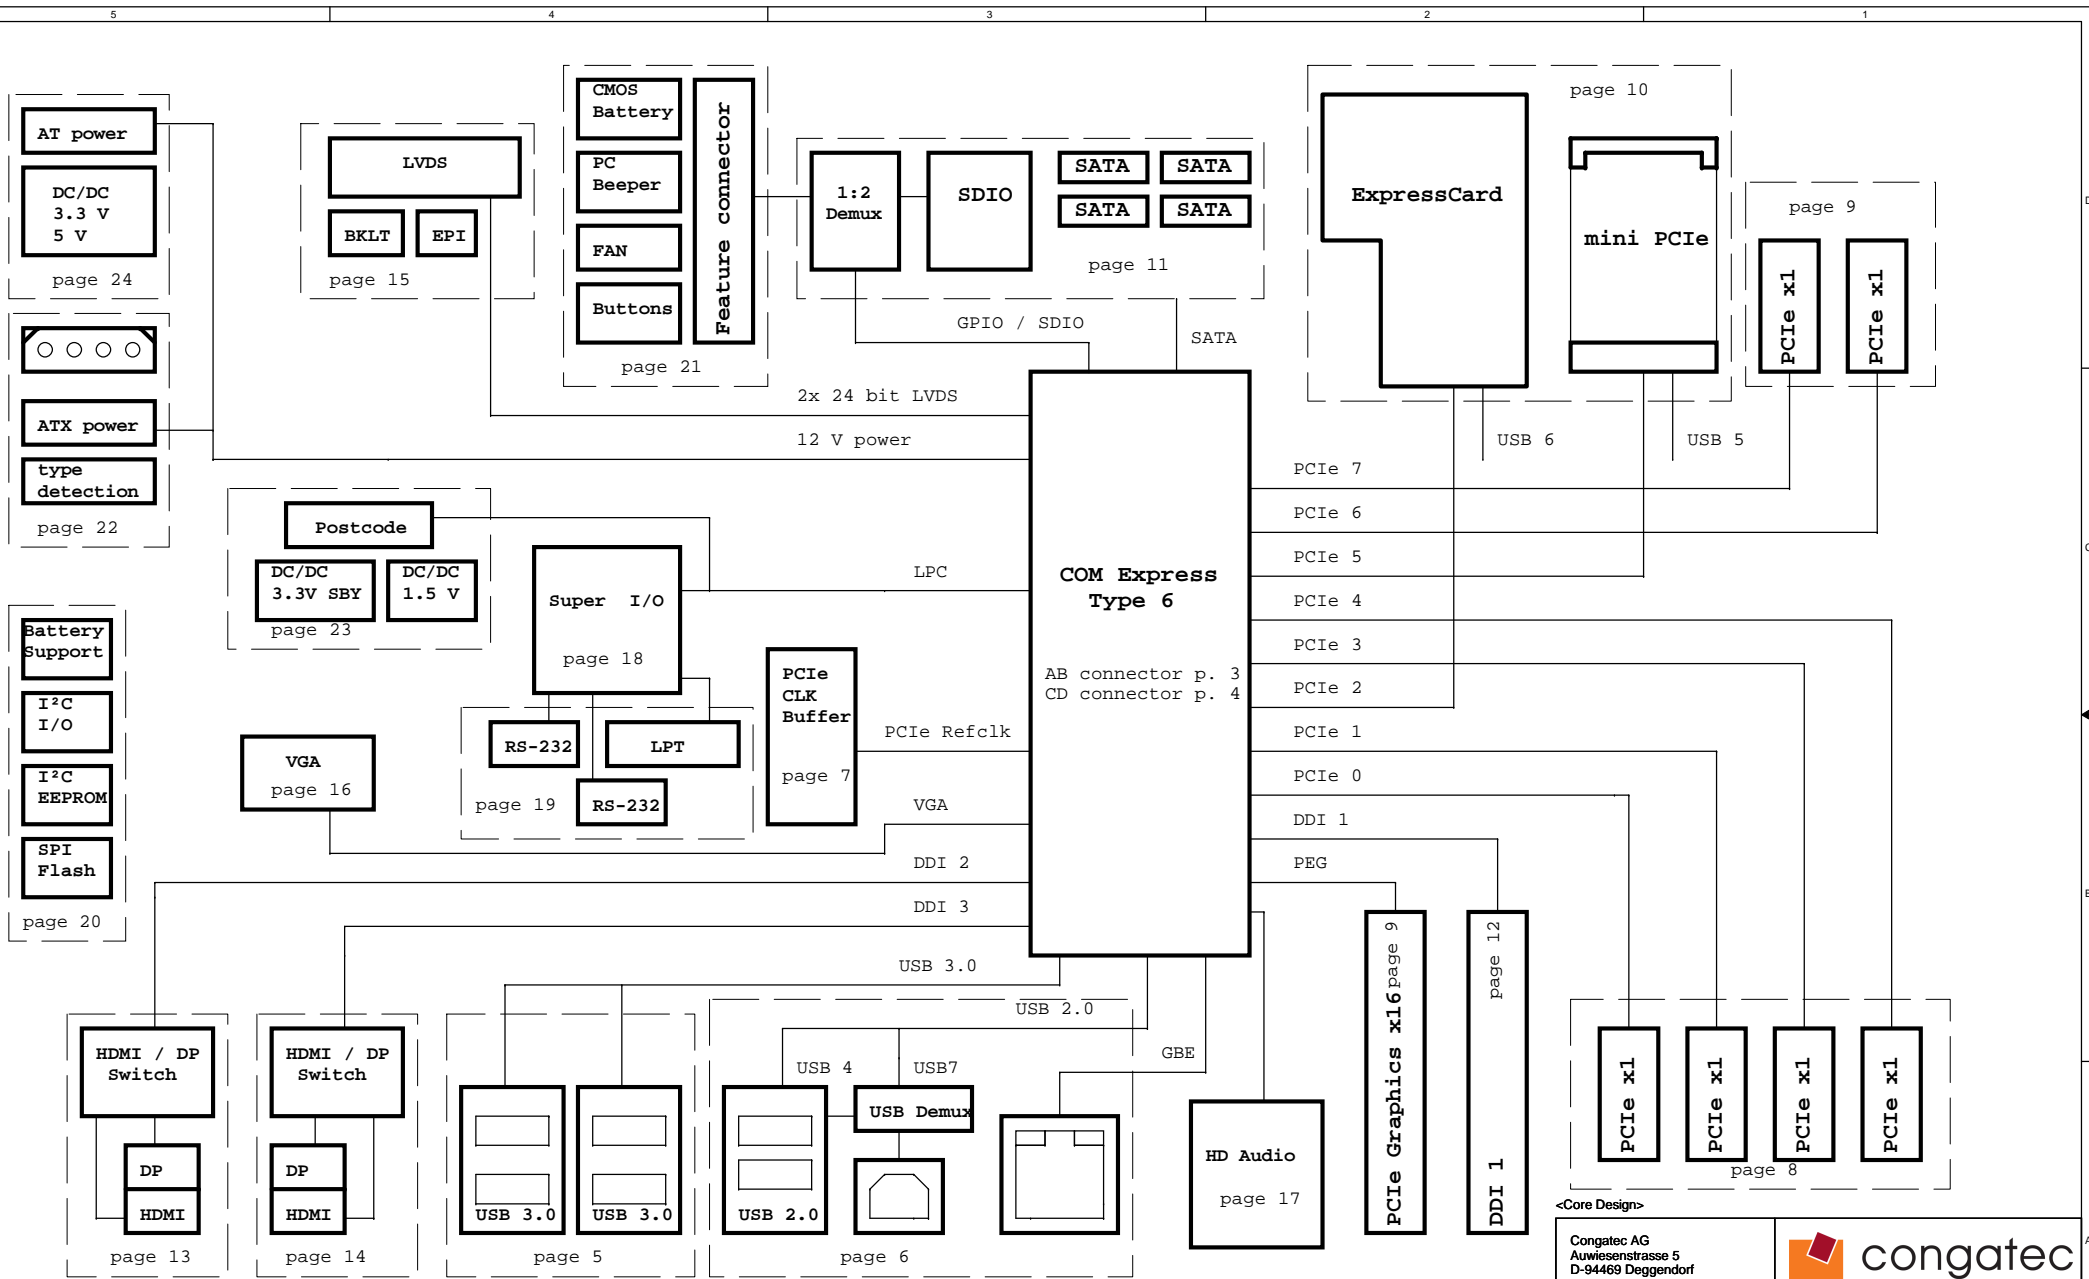 5
4
3
2
1
AT power
DC/DC
3.3 V
5 V
page 24
ATX power
type
detection
page 22
LVDS
BKLT
EPI
page 15
CMOS
Battery
PC
Beeper
FAN
Buttons
Feature connector
page 21
1:2
Demux
SDIO
SATA
SATA
SATA
SATA
page 11
GPIO / SDIO
SATA
ExpressCard
page 10
mini PCIe
page 9
PCIe x1
PCIe x1
D
2x 24 bit LVDS
12 V power
USB 6
USB 5
Postcode
DC/DC
3.3V SBY
DC/DC
1.5 V
page 23
Super I/O
page 18
LPC
COM Express
Type 6
AB connector p. 3
CD connector p. 4
PCIe 7
PCIe 6
PCIe 5
PCIe 4
PCIe 3
PCIe 2
PCIe 1
PCIe 0
DDI 1
PEG
C
Battery
Support
I²C
I/O
I²C
EEPROM
SPI
Flash
page 20
VGA
page 16
RS-232
LPT
page 19
RS-232
PCIe
CLK
Buffer
page 7
PCIe Refclk
VGA
DDI 2
DDI 3
USB 3.0
USB 2.0
GBE
B
HDMI / DP
Switch
DP
HDMI
page 13
HDMI / DP
Switch
DP
HDMI
page 14
USB 3.0
USB 3.0
page 5
USB 4
USB7
USB Demux
USB 2.0
page 6
HD Audio
page 17
PCIe Graphics x16 page 9
DDI 1
page 12
PCIe x1
PCIe x1
PCIe x1
PCIe x1
page 8
<Core Design>
Congatec AG
Auwiesenstrasse 5
D-94469 Deggendorf
congatec
A